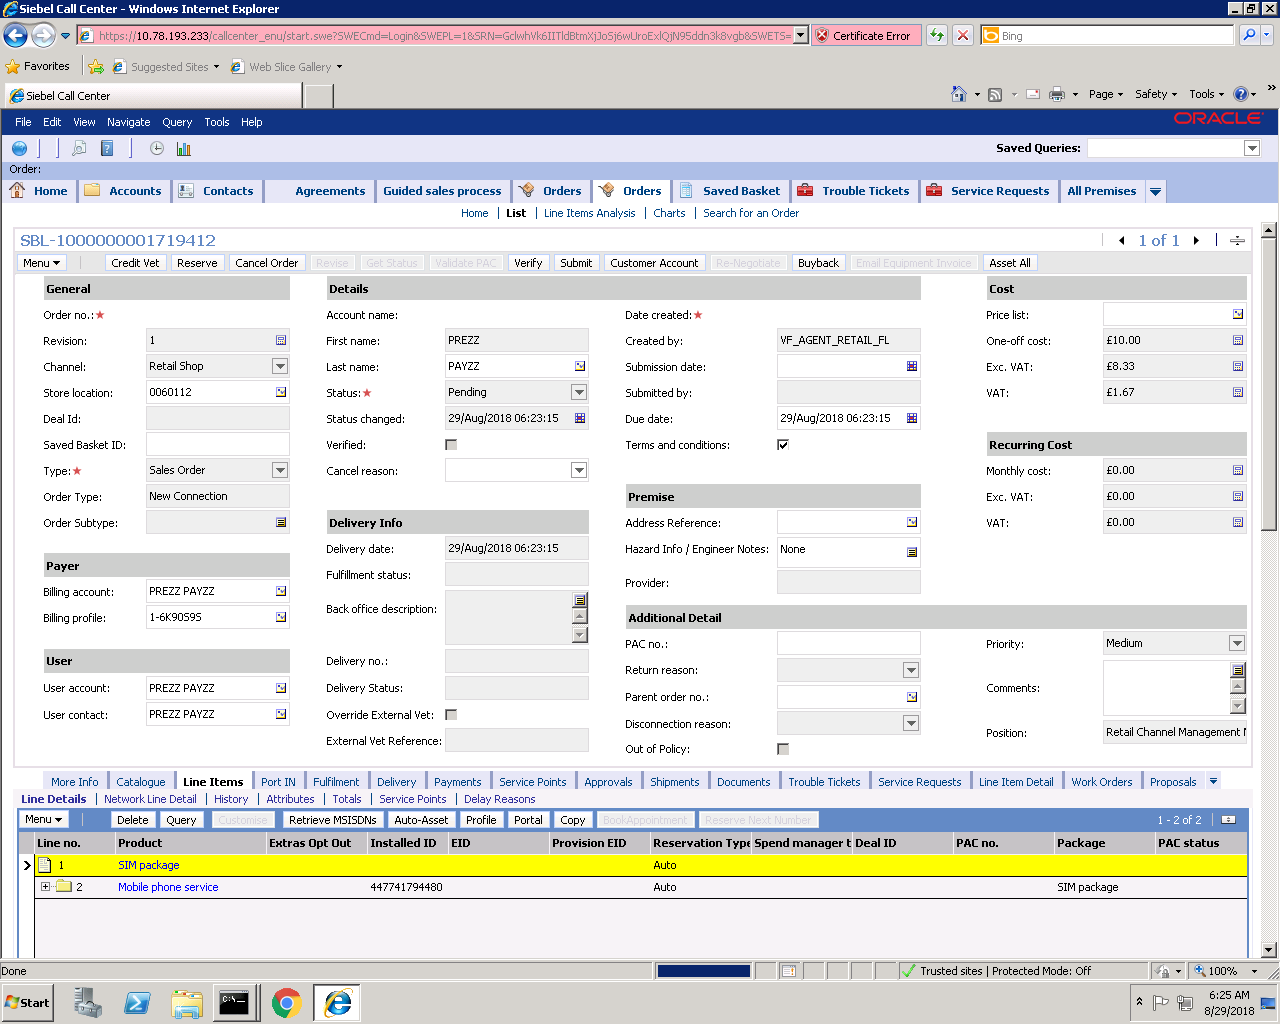 Siebel Call Center - Windows Internet Explorer
Certificate Error
Bing
Favorites Suggested Sites Web Slice Gallery
Siebel Call Center
Page Safety Tools
File Edit View Navigate Query Tools Help
ORACLE
Saved Queries:
Order:
Home Accounts Contacts Agreements Guided sales process Orders Orders Saved Basket Trouble Tickets Service Requests All Premises
Home List Line Items Analysis Charts Search for an Order
SBL-1000000001719412
1 of 1
Menu Credit Vet Reserve Cancel Order Revise Get Status Validate PAC Verify Submit Customer Account Re-Negotiate Buyback Email Equipment Invoice Asset All
General
Order no.:★
Revision: 1
Channel: Retail Shop
Store location: 0060112
Deal Id:
Saved Basket ID:
Type:★ Sales Order
Order Type: New Connection
Order Subtype:
Payer
Billing account: PREZZ PAYZZ
Billing profile: 1-6K9OS9S
User
User account: PREZZ PAYZZ
User contact: PREZZ PAYZZ
Details
Account name:
First name: PREZZ
Last name: PAYZZ
Status:★ Pending
Status changed: 29/Aug/2018 06:23:15
Verified:
Cancel reason:
Delivery Info
Delivery date: 29/Aug/2018 06:23:15
Fulfillment status:
Back office description:
Delivery no.:
Delivery Status:
Override External Vet:
External Vet Reference:
Date created:★
Created by: VF_AGENT_RETAIL_FL
Submission date:
Submitted by:
Due date: 29/Aug/2018 06:23:15
Terms and conditions:
Premise
Address Reference:
Hazard Info / Engineer Notes: None
Provider:
Additional Detail
PAC no.:
Return reason:
Parent order no.:
Disconnection reason:
Out of Policy:
Cost
Price list:
One-off cost: £10.00
Exc. VAT: £8.33
VAT: £1.67
Recurring Cost
Monthly cost: £0.00
Exc. VAT: £0.00
VAT: £0.00
Priority: Medium
Comments:
Position: Retail Channel Management
More Info Catalogue Line Items Port IN Fulfilment Delivery Payments Service Points Approvals Shipments Documents Trouble Tickets Service Requests Line Item Detail Work Orders Proposals
Line Details Network Line Detail History Attributes Totals Service Points Delay Reasons
Menu Delete Query Customise Retrieve MSISDNs Auto-Asset Profile Portal Copy BookAppointment Reserve Next Number 1 - 2 of 2
Line no. Product Extras Opt Out Installed ID EID Provision EID Reservation Type Spend manager t Deal ID PAC no. Package PAC status
1 SIM package Auto
2 Mobile phone service 447741794480 Auto SIM package
Done
Trusted sites | Protected Mode: Off
100%
Start
6:25 AM
8/29/2018